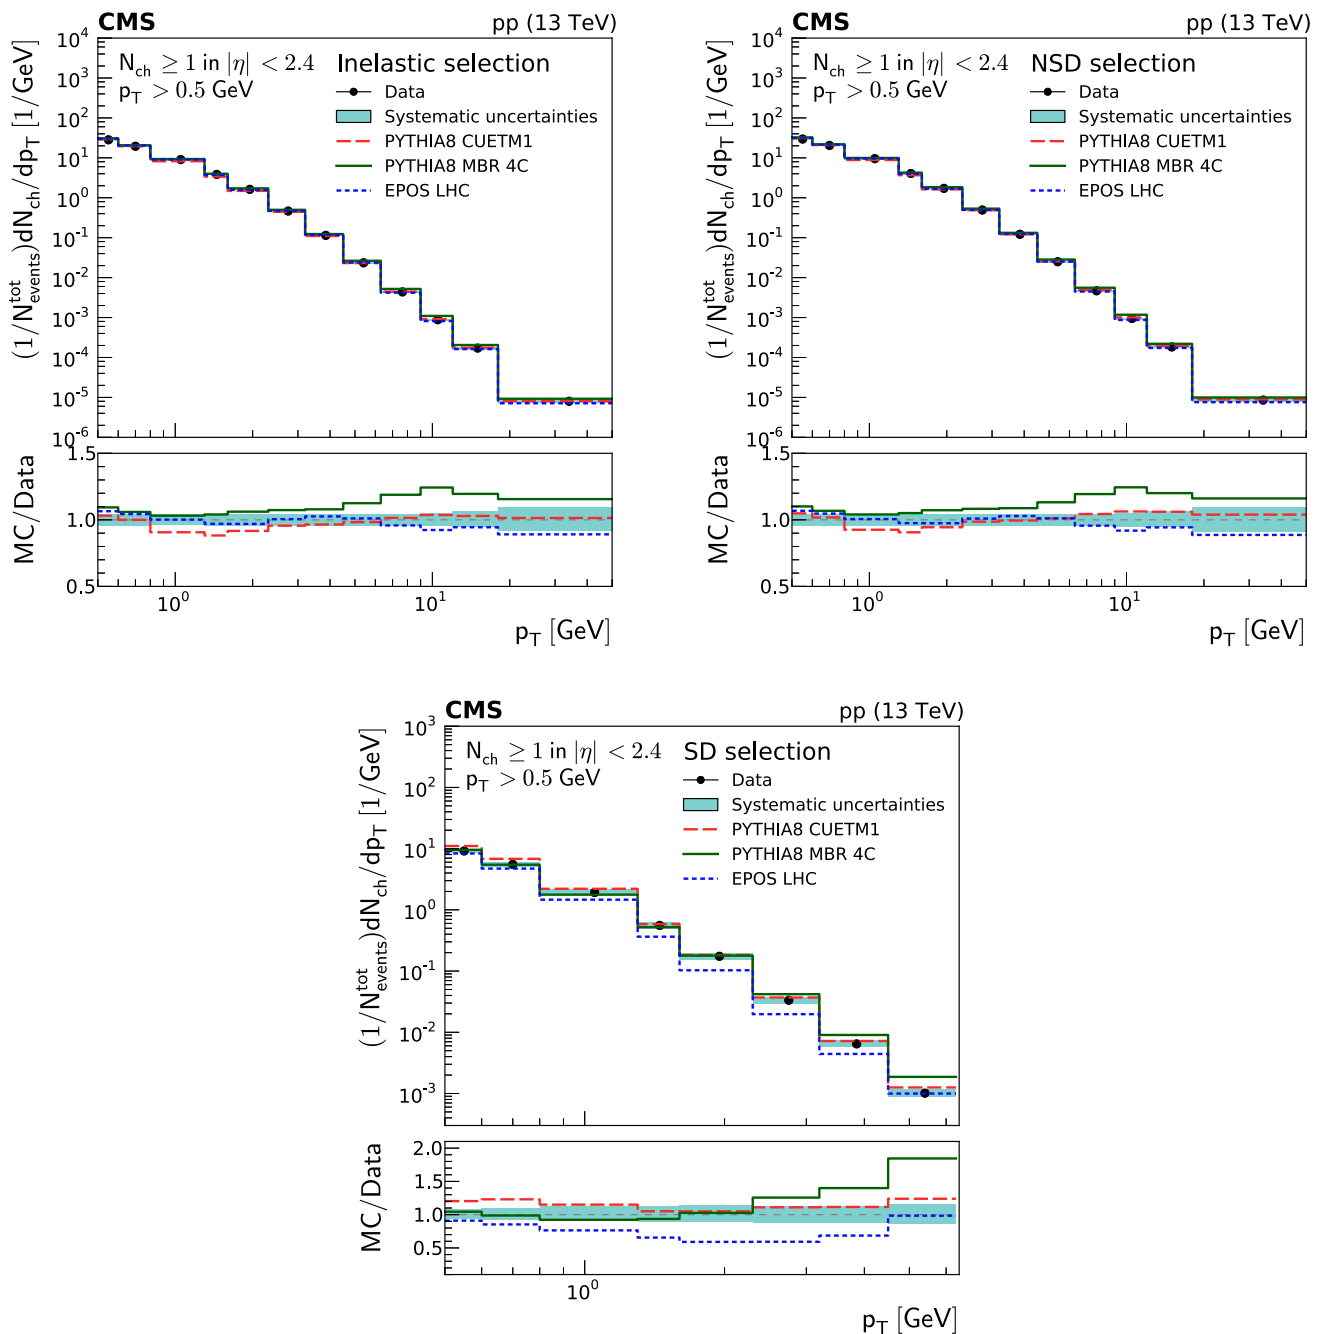 CMS pp (13 TeV)
N_ch ≥ 1 in |η| < 2.4
p_T > 0.5 GeV
Inelastic selection
Data
Systematic uncertainties
PYTHIA8 CUETM1
PYTHIA8 MBR 4C
EPOS LHC
(1/N^tot_events)dN_ch/dp_T [1/GeV]
10^4
10^3
10^2
10^1
10^0
10^-1
10^-2
10^-3
10^-4
10^-5
10^-6
MC/Data
1.5
1.0
0.5
10^0 10^1
p_T [GeV]
CMS pp (13 TeV)
N_ch ≥ 1 in |η| < 2.4
p_T > 0.5 GeV
NSD selection
Data
Systematic uncertainties
PYTHIA8 CUETM1
PYTHIA8 MBR 4C
EPOS LHC
(1/N^tot_events)dN_ch/dp_T [1/GeV]
10^4
10^3
10^2
10^1
10^0
10^-1
10^-2
10^-3
10^-4
10^-5
10^-6
MC/Data
1.5
1.0
0.5
10^0 10^1
p_T [GeV]
CMS pp (13 TeV)
N_ch ≥ 1 in |η| < 2.4
p_T > 0.5 GeV
SD selection
Data
Systematic uncertainties
PYTHIA8 CUETM1
PYTHIA8 MBR 4C
EPOS LHC
(1/N^tot_events)dN_ch/dp_T [1/GeV]
10^3
10^2
10^1
10^0
10^-1
10^-2
10^-3
MC/Data
2.0
1.5
1.0
0.5
10^0
p_T [GeV]